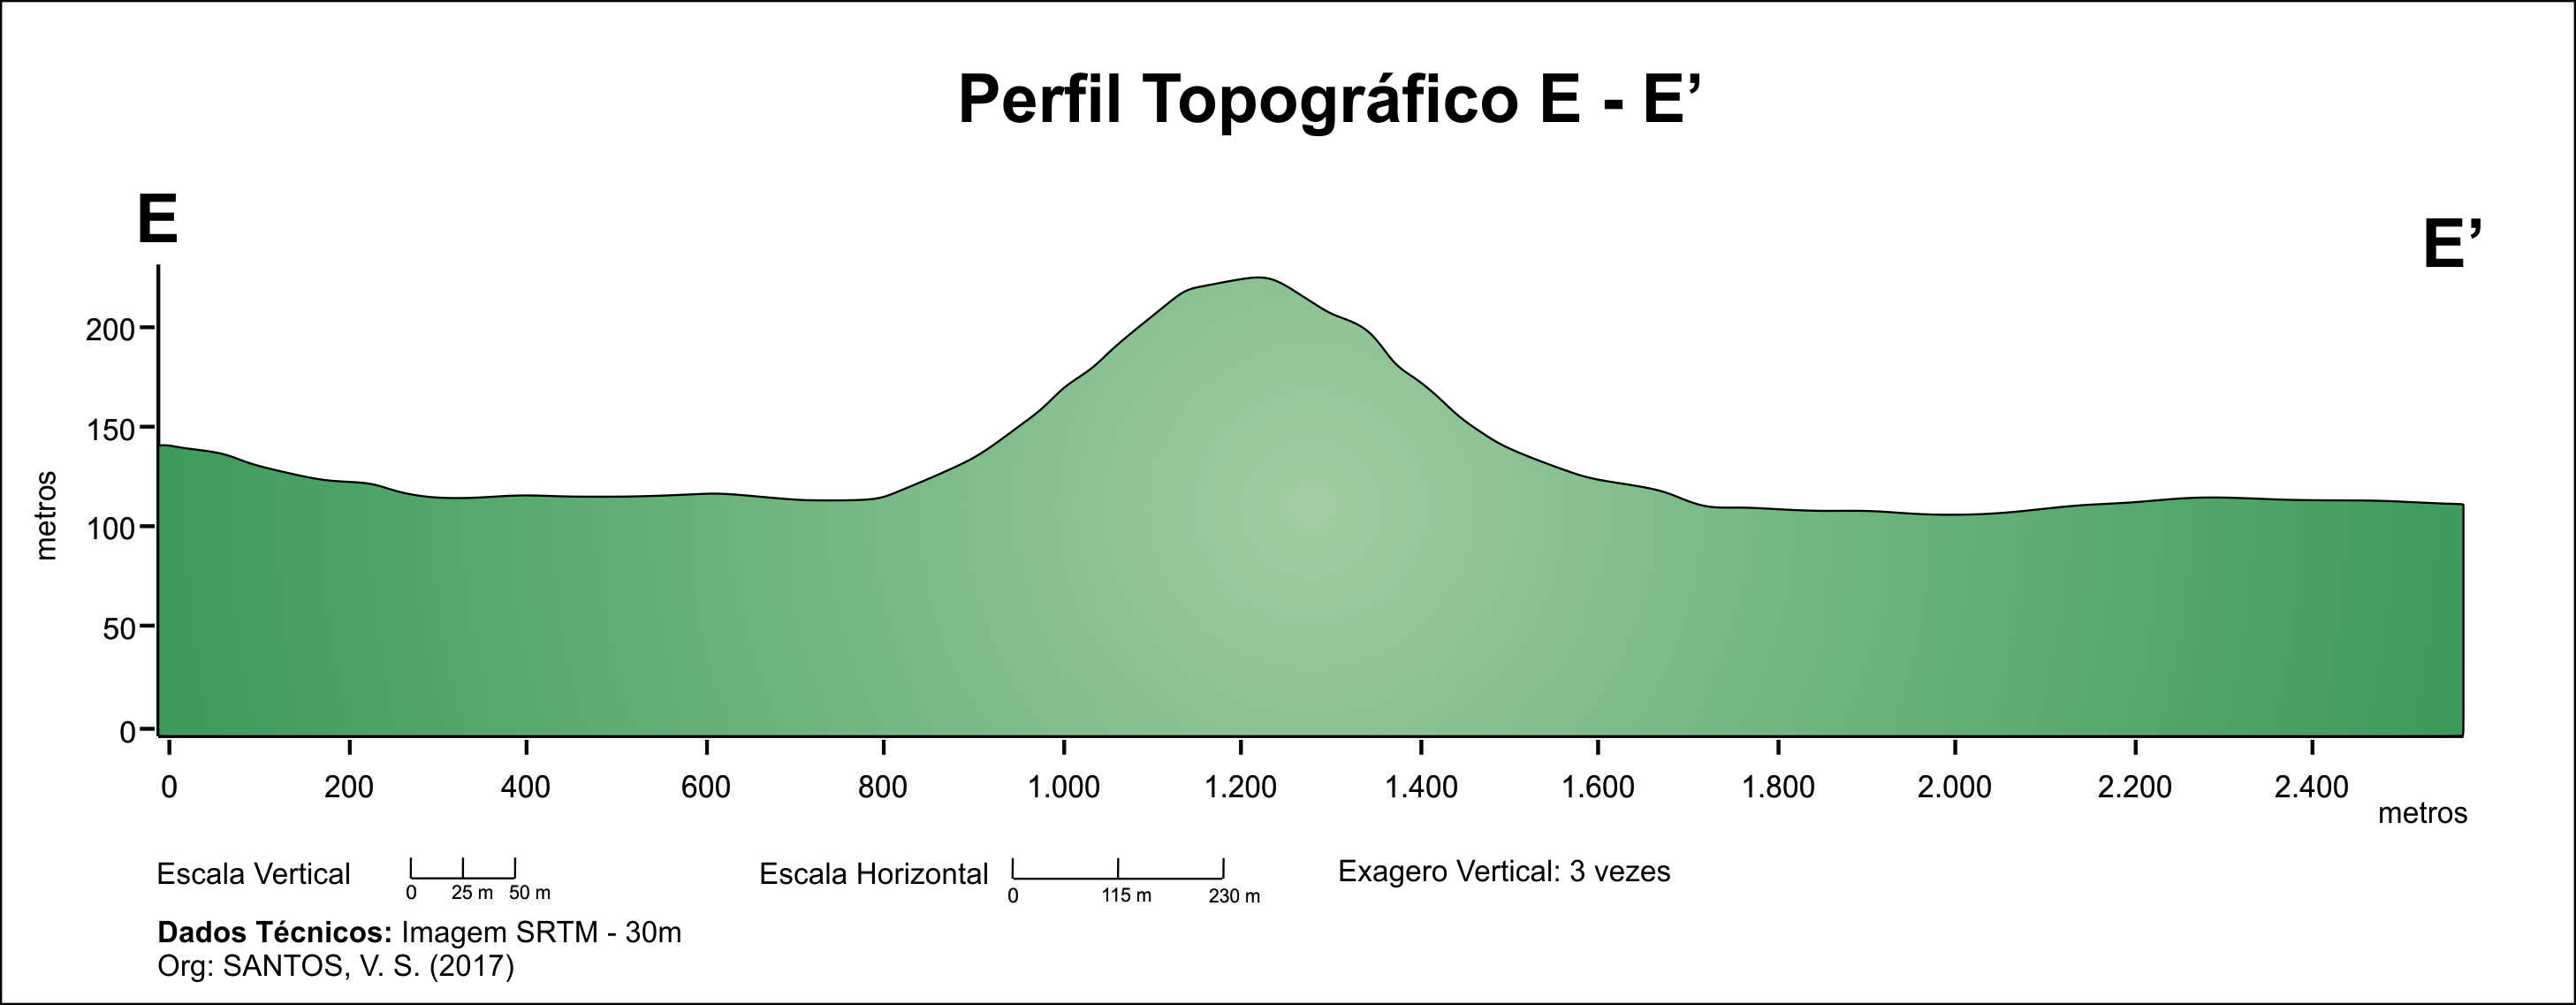 Perfil Topográfico E - E’
E
E’
200
150
100
50
0
metros
0 200 400 600 800 1.000 1.200 1.400 1.600 1.800 2.000 2.200 2.400
metros
Escala Vertical 0 25 m 50 m
Escala Horizontal 0 115 m 230 m
Exagero Vertical: 3 vezes
Dados Técnicos: Imagem SRTM - 30m
Org: SANTOS, V. S. (2017)